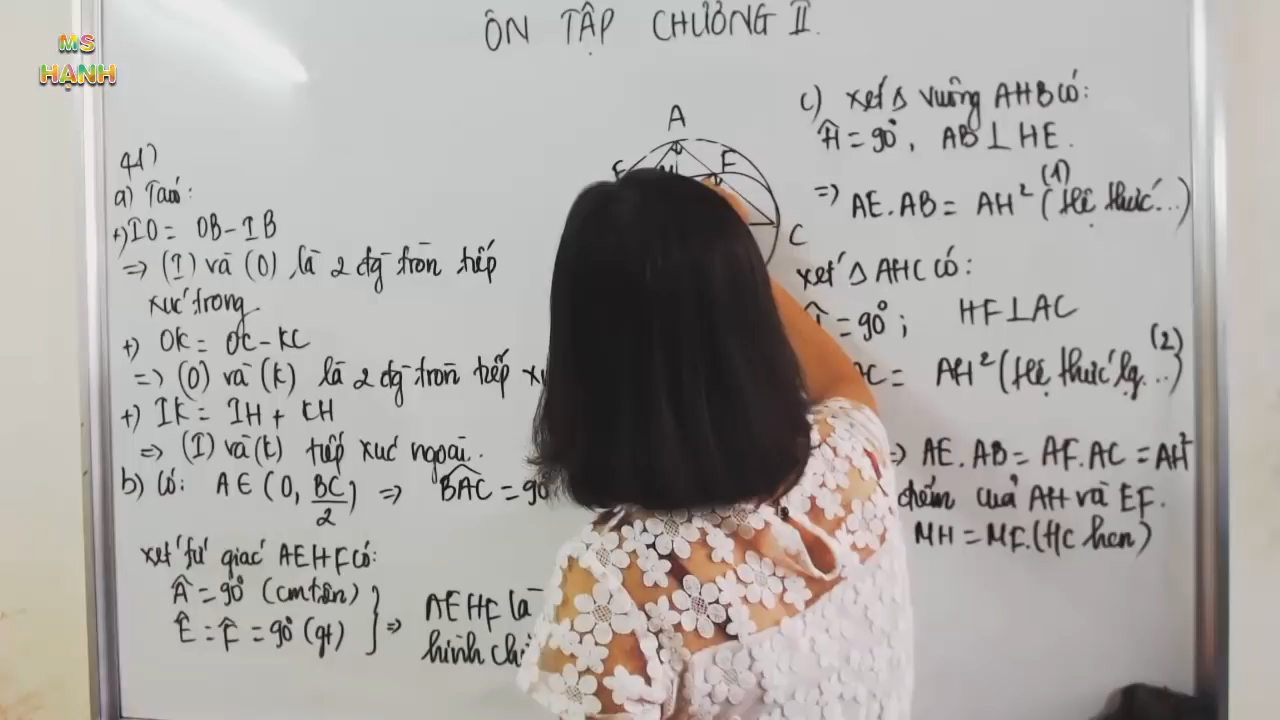 MS
HẠNH
ÔN TẬP CHƯƠNG II.
41)
a) Ta có:
+) IO = OB - IB
=> (I) và (O) là 2 đg tròn tiếp
xúc trong
+) OK = OC - KC
=> (O) và (K) là 2 đg tròn tiếp
+) IK = IH + KH
=> (I) và (K) tiếp xúc ngoài.
b) Có: A ∈ (O, BC/2) => BAC = 90
xét tứ giác AEHF có:
Â = 90° (cmtrên)
Ê = F̂ = 90° (gt) } => AEHF là
hình
A
F
C
c) xét Δ vuông AHB có:
Ĥ = 90°, AB ⊥ HE.
=> AE.AB = AH² (1) (Hệ thức...)
xét Δ AHC có:
= 90°; HF ⊥ AC
= AH² (Hệ thức lg...) (2)
=> AE.AB = AF.AC = AH²
điểm của AH và EF.
MH = MF. (Hc hcn)